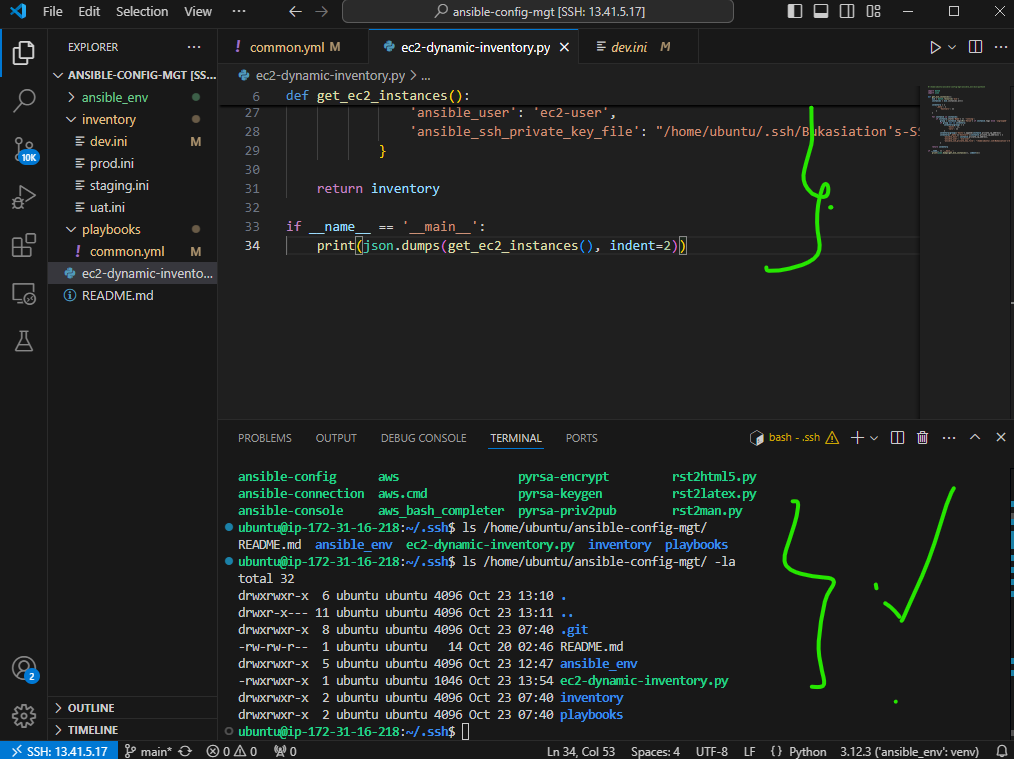 File Edit Selection View ··· ansible-config-mgt [SSH: 13.41.5.17]
EXPLORER ···
ANSIBLE-CONFIG-MGT [SS...
ansible_env
inventory
dev.ini M
prod.ini
staging.ini
uat.ini
playbooks
! common.yml M
ec2-dynamic-invento...
README.md
OUTLINE
TIMELINE
10K
2
! common.yml M ec2-dynamic-inventory.py × dev.ini M
ec2-dynamic-inventory.py > ...
6 def get_ec2_instances():
27 'ansible_user': 'ec2-user',
28 'ansible_ssh_private_key_file': "/home/ubuntu/.ssh/Bukasiation's-SS
29 }
30
31 return inventory
32
33 if __name__ == '__main__':
34 print(json.dumps(get_ec2_instances(), indent=2))
PROBLEMS OUTPUT DEBUG CONSOLE TERMINAL PORTS bash - .ssh
ansible-config aws pyrsa-encrypt rst2html5.py
ansible-connection aws.cmd pyrsa-keygen rst2latex.py
ansible-console aws_bash_completer pyrsa-priv2pub rst2man.py
ubuntu@ip-172-31-16-218:~/.ssh$ ls /home/ubuntu/ansible-config-mgt/
README.md ansible_env ec2-dynamic-inventory.py inventory playbooks
ubuntu@ip-172-31-16-218:~/.ssh$ ls /home/ubuntu/ansible-config-mgt/ -la
total 32
drwxrwxr-x 6 ubuntu ubuntu 4096 Oct 23 13:10 .
drwxr-x--- 11 ubuntu ubuntu 4096 Oct 23 13:11 ..
drwxrwxr-x 8 ubuntu ubuntu 4096 Oct 23 07:40 .git
-rw-rw-r-- 1 ubuntu ubuntu 14 Oct 20 02:46 README.md
drwxrwxr-x 5 ubuntu ubuntu 4096 Oct 23 12:47 ansible_env
-rwxrwxr-x 1 ubuntu ubuntu 1046 Oct 23 13:54 ec2-dynamic-inventory.py
drwxrwxr-x 2 ubuntu ubuntu 4096 Oct 23 07:40 inventory
drwxrwxr-x 2 ubuntu ubuntu 4096 Oct 23 07:40 playbooks
ubuntu@ip-172-31-16-218:~/.ssh$
SSH: 13.41.5.17 main* 0 0 0 Ln 34, Col 53 Spaces: 4 UTF-8 LF {} Python 3.12.3 ('ansible_env': venv)